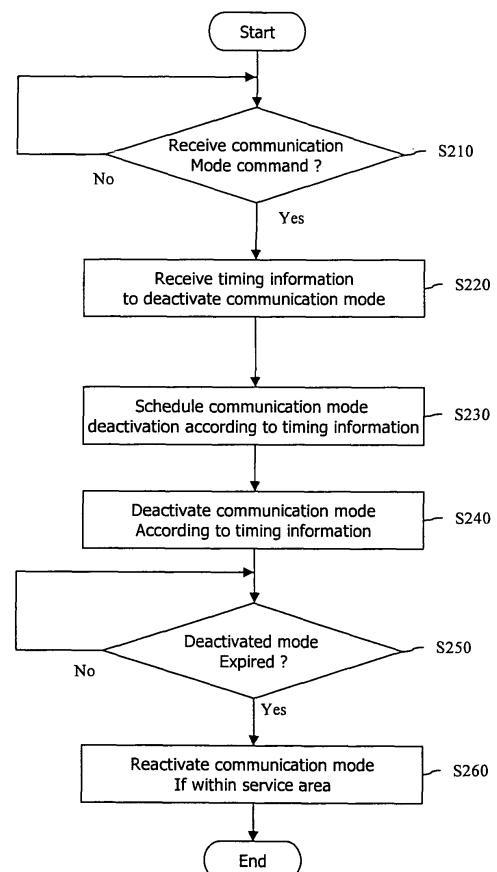 Start
Receive communication
Mode command ?
S210
No
Yes
Receive timing information
to deactivate communication mode
S220
Schedule communication mode
deactivation according to timing information
S230
Deactivate communication mode
According to timing information
S240
Deactivated mode
Expired ?
S250
No
Yes
Reactivate communication mode
If within service area
S260
End